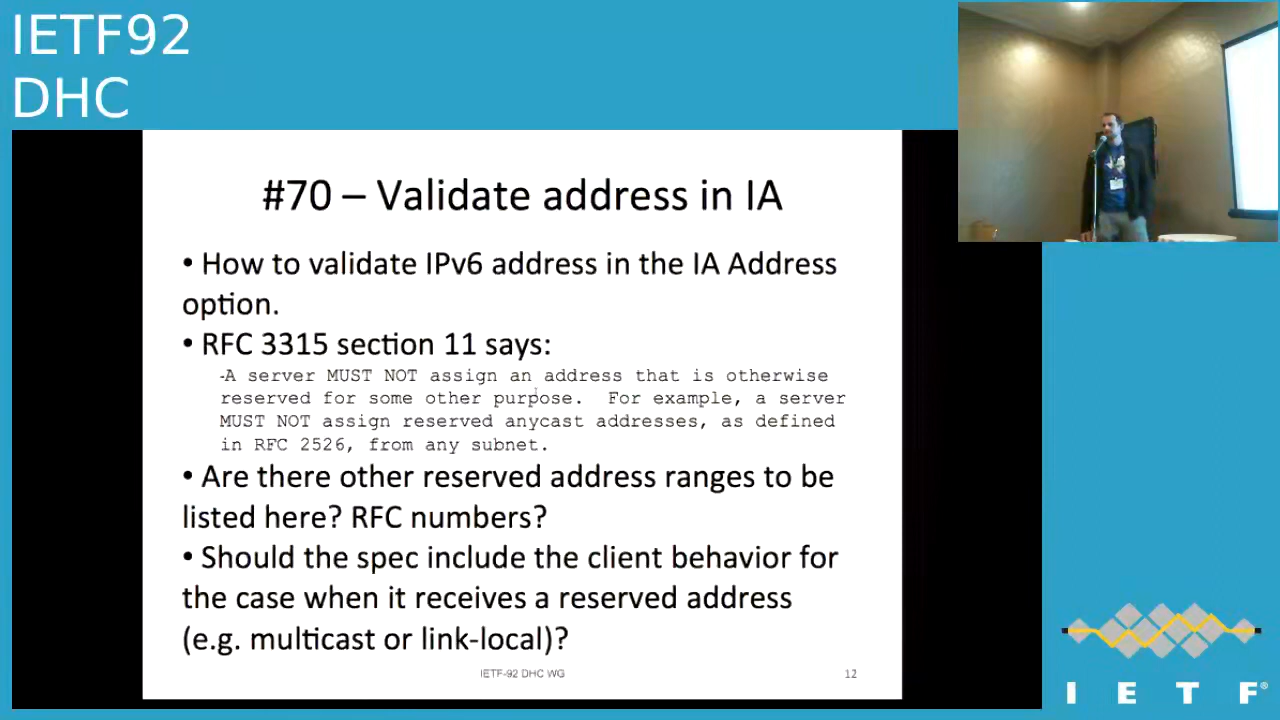 IETF92
DHC
#70 – Validate address in IA
• How to validate IPv6 address in the IA Address
option.
• RFC 3315 section 11 says:
-A server MUST NOT assign an address that is otherwise
reserved for some other purpose.  For example, a server
MUST NOT assign reserved anycast addresses, as defined
in RFC 2526, from any subnet.
• Are there other reserved address ranges to be
listed here? RFC numbers?
• Should the spec include the client behavior for
the case when it receives a reserved address
(e.g. multicast or link-local)?
IETF-92 DHC WG
12
I E T F®